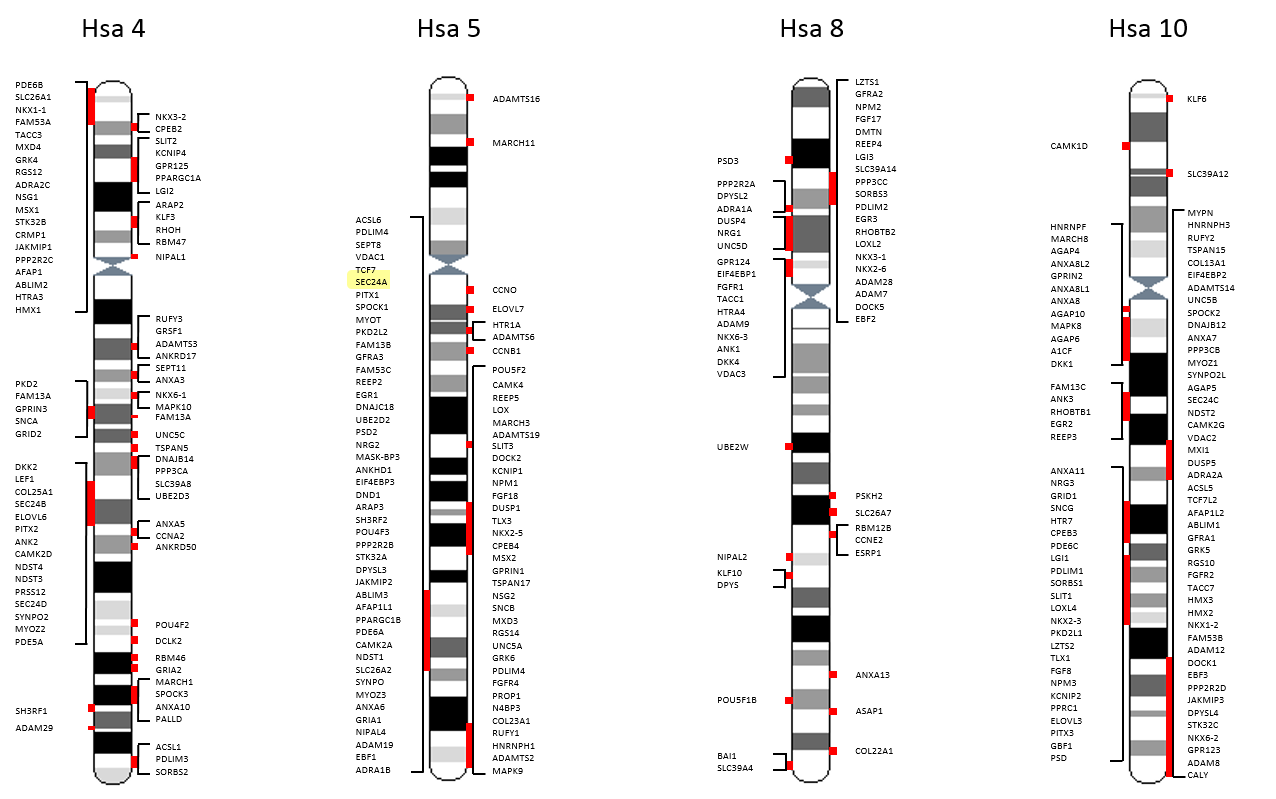 Hsa 4
Hsa 5
Hsa 8
Hsa 10
PDE6B
SLC26A1
NKX1-1
FAM53A
TACC3
MXD4
GRK4
RGS12
ADRA2C
NSG1
MSX1
STK32B
CRMP1
JAKMIP1
PPP2R2C
AFAP1
ABLIM2
HTRA3
HMX1
PKD2
FAM13A
GPRIN3
SNCA
GRID2
DKK2
LEF1
COL25A1
SEC24B
ELOVL6
PITX2
ANK2
CAMK2D
NDST4
NDST3
PRSS12
SEC24D
SYNPO2
MYOZ2
PDE5A
SH3RF1
ADAM29
NKX3-2
CPEB2
SLIT2
KCNIP4
GPR125
PPARGC1A
LGI2
ARAP2
KLF3
RHOH
RBM47
NIPAL1
RUFY3
GRSF1
ADAMTS3
ANKRD17
SEPT11
ANXA3
NKX6-1
MAPK10
FAM13A
UNC5C
TSPAN5
DNAJB14
PPP3CA
SLC39A8
UBE2D3
ANXA5
CCNA2
ANKRD50
POU4F2
DCLK2
RBM46
GRIA2
MARCH1
SPOCK3
ANXA10
PALLD
ACSL1
PDLIM3
SORBS2
ACSL6
PDLIM4
SEPT8
VDAC1
TCF7
SEC24A
PITX1
SPOCK1
MYOT
PKD2L2
FAM13B
GFRA3
FAM53C
REEP2
EGR1
DNAJC18
UBE2D2
PSD2
NRG2
MASK-BP3
ANKHD1
EIF4EBP3
DND1
ARAP3
SH3RF2
POU4F3
PPP2R2B
STK32A
DPYSL3
JAKMIP2
ABLIM3
AFAP1L1
PPARGC1B
PDE6A
CAMK2A
NDST1
SLC26A2
SYNPO
MYOZ3
ANXA6
GRIA1
NIPAL4
ADAM19
EBF1
ADRA1B
ADAMTS16
MARCH11
CCNO
ELOVL7
HTR1A
ADAMTS6
CCNB1
POU5F2
CAMK4
REEP5
LOX
MARCH3
ADAMTS19
SLIT3
DOCK2
KCNIP1
NPM1
FGF18
DUSP1
TLX3
NKX2-5
CPEB4
MSX2
GPRIN1
TSPAN17
NSG2
SNCB
MXD3
RGS14
UNC5A
GRK6
PDLIM4
FGFR4
PROP1
N4BP3
COL23A1
RUFY1
HNRNPH1
ADAMTS2
MAPK9
PSD3
PPP2R2A
DPYSL2
ADRA1A
DUSP4
NRG1
UNC5D
GPR124
EIF4EBP1
FGFR1
TACC1
HTRA4
ADAM9
NKX6-3
ANK1
DKK4
VDAC3
UBE2W
NIPAL2
KLF10
DPYS
POU5F1B
BAI1
SLC39A4
LZTS1
GFRA2
NPM2
FGF17
DMTN
REEP4
LGI3
SLC39A14
PPP3CC
SORBS3
PDLIM2
EGR3
RHOBTB2
LOXL2
NKX3-1
NKX2-6
ADAM28
ADAM7
DOCK5
EBF2
PSKH2
SLC26A7
RBM12B
CCNE2
ESRP1
ANXA13
ASAP1
COL22A1
CAMK1D
HNRNPF
MARCH8
AGAP4
ANXA8L2
GPRIN2
ANXA8L1
ANXA8
AGAP10
MAPK8
AGAP6
A1CF
DKK1
FAM13C
ANK3
RHOBTB1
EGR2
REEP3
ANXA11
NRG3
GRID1
SNCG
HTR7
CPEB3
PDE6C
LGI1
PDLIM1
SORBS1
SLIT1
LOXL4
NKX2-3
PKD2L1
LZTS2
TLX1
FGF8
NPM3
KCNIP2
PPRC1
ELOVL3
PITX3
GBF1
PSD
KLF6
SLC39A12
MYPN
HNRNPH3
RUFY2
TSPAN15
COL13A1
EIF4EBP2
ADAMTS14
UNC5B
SPOCK2
DNAJB12
ANXA7
PPP3CB
MYOZ1
SYNPO2L
AGAP5
SEC24C
NDST2
CAMK2G
VDAC2
MXI1
DUSP5
ADRA2A
ACSL5
TCF7L2
AFAP1L2
ABLIM1
GFRA1
GRK5
RGS10
FGFR2
TACC7
HMX3
HMX2
NKX1-2
FAM53B
ADAM12
DOCK1
EBF3
PPP2R2D
JAKMIP3
DPYSL4
STK32C
NKX6-2
GPR123
ADAM8
CALY